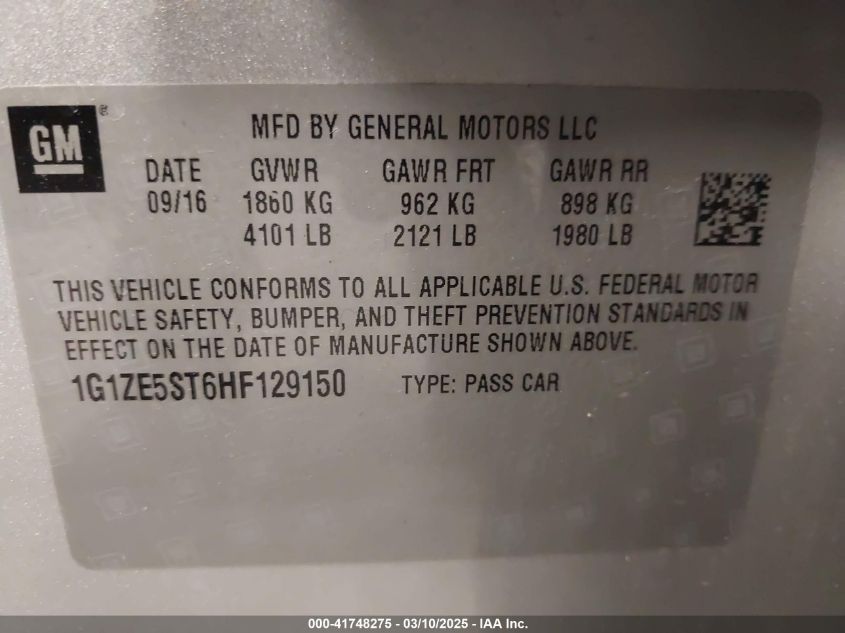 GM®
MFD BY GENERAL MOTORS LLC
DATE GVWR GAWR FRT GAWR RR
09/16 1860 KG 962 KG 898 KG
4101 LB 2121 LB 1980 LB
THIS VEHICLE CONFORMS TO ALL APPLICABLE U.S. FEDERAL MOTOR
VEHICLE SAFETY, BUMPER, AND THEFT PREVENTION STANDARDS IN
EFFECT ON THE DATE OF MANUFACTURE SHOWN ABOVE.
1G1ZE5ST6HF129150 TYPE: PASS CAR
000-41748275 - 03/10/2025 - IAA Inc.